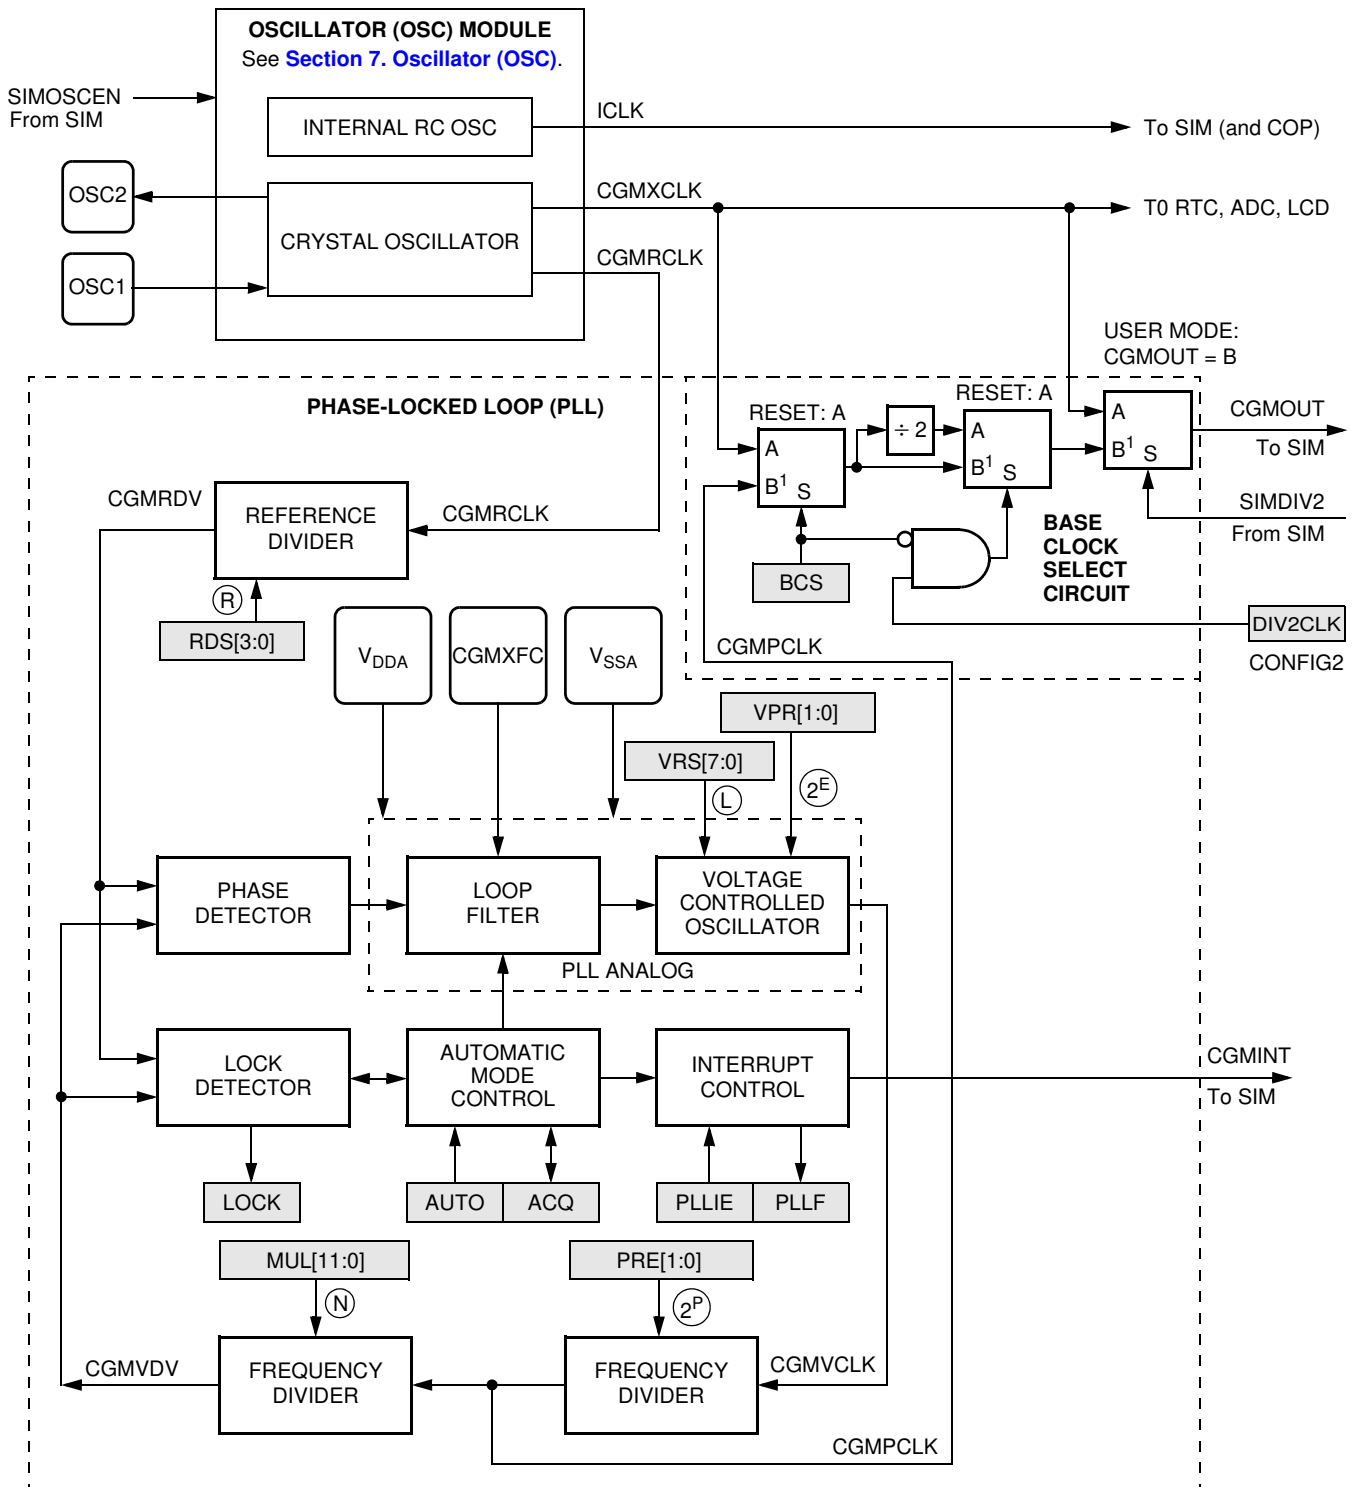 OSCILLATOR (OSC) MODULE
See Section 7. Oscillator (OSC).
SIMOSCEN
From SIM
INTERNAL RC OSC
ICLK
To SIM (and COP)
OSC2
CRYSTAL OSCILLATOR
CGMXCLK
T0 RTC, ADC, LCD
CGMRCLK
OSC1
USER MODE:
CGMOUT = B
PHASE-LOCKED LOOP (PLL)
RESET: A
A
B1
S
÷ 2
RESET: A
A
B1
S
A
B1
S
CGMOUT
To SIM
SIMDIV2
From SIM
BASE
CLOCK
SELECT
CIRCUIT
BCS
DIV2CLK
CONFIG2
CGMPCLK
CGMRDV
REFERENCE
DIVIDER
CGMRCLK
R
RDS[3:0]
VDDA
CGMXFC
VSSA
VPR[1:0]
VRS[7:0]
L
2E
PHASE
DETECTOR
LOOP
FILTER
VOLTAGE
CONTROLLED
OSCILLATOR
PLL ANALOG
LOCK
DETECTOR
AUTOMATIC
MODE
CONTROL
INTERRUPT
CONTROL
CGMINT
To SIM
LOCK
AUTO
ACQ
PLLIE
PLLF
MUL[11:0]
N
PRE[1:0]
2P
CGMVDV
FREQUENCY
DIVIDER
FREQUENCY
DIVIDER
CGMVCLK
CGMPCLK